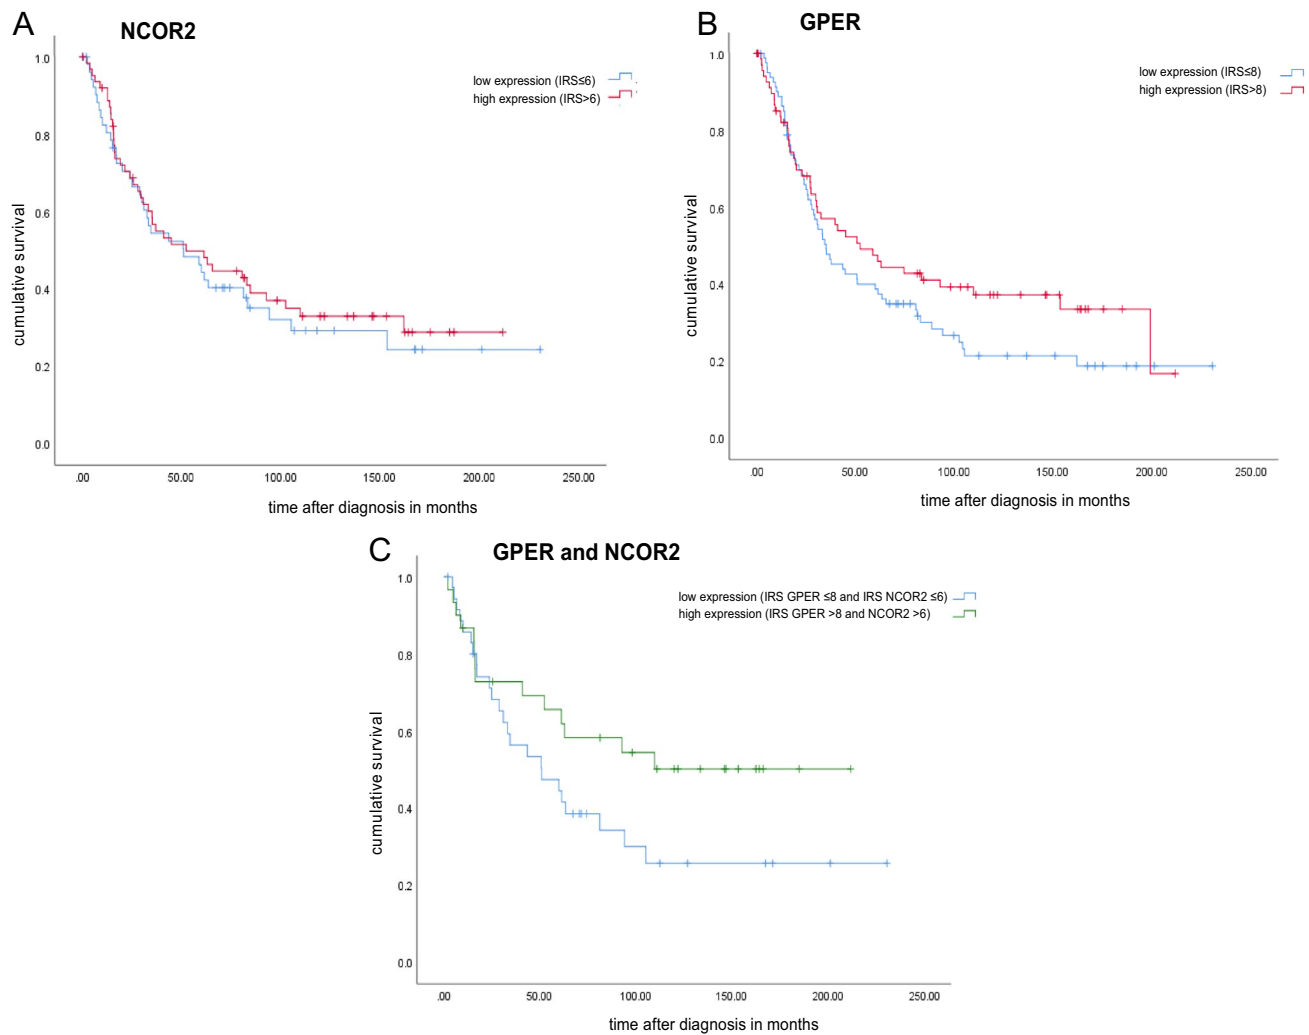 A
NCOR2
low expression (IRS≤6)
high expression (IRS>6)
cumulative survival
1.0
0.8
0.6
0.4
0.2
0.0
.00 50.00 100.00 150.00 200.00 250.00
time after diagnosis in months
B
GPER
low expression (IRS≤8)
high expression (IRS>8)
cumulative survival
1.0
0.8
0.6
0.4
0.2
0.0
.00 50.00 100.00 150.00 200.00 250.00
time after diagnosis in months
C
GPER and NCOR2
low expression (IRS GPER ≤8 and IRS NCOR2 ≤6)
high expression (IRS GPER >8 and NCOR2 >6)
cumulative survival
1.0
0.8
0.6
0.4
0.2
0.0
.00 50.00 100.00 150.00 200.00 250.00
time after diagnosis in months